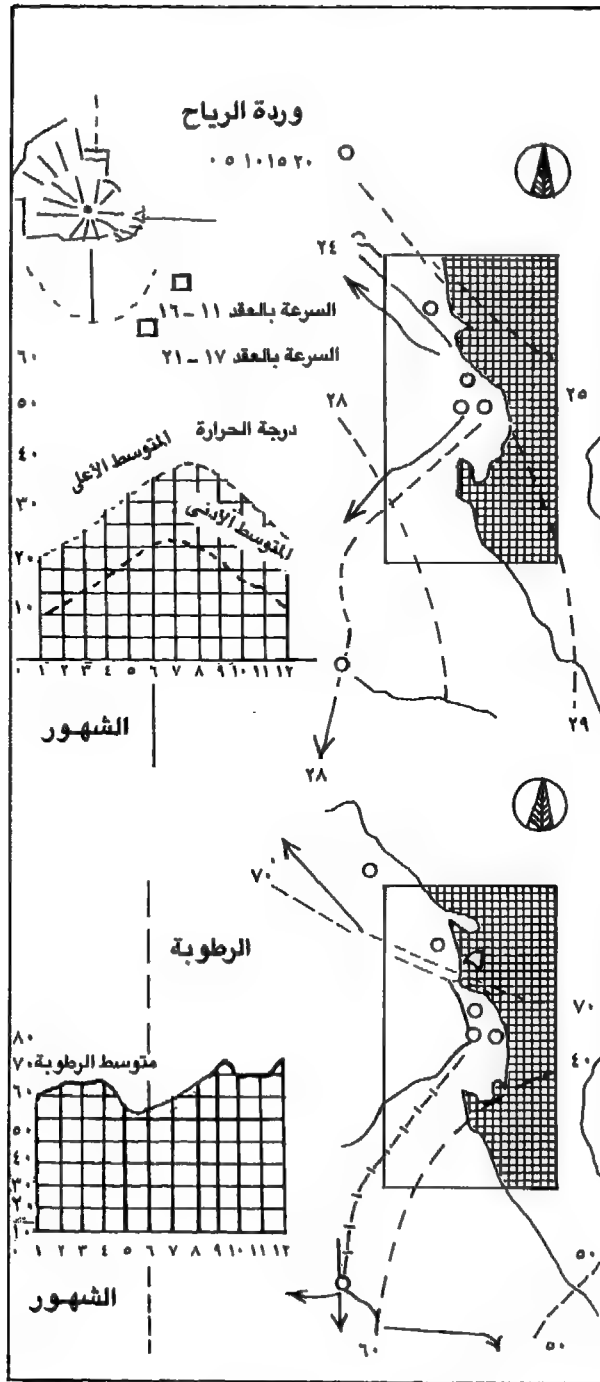 وردة الرياح
٠ ٥ ١٠ ١٥ ٢٠
السرعة بالعقد ١١ – ١٦
السرعة بالعقد ١٧ – ٢١
درجة الحرارة
المتوسط الأعلى
المتوسط الأدنى
٦٠
٥٠
٤٠
٣٠
٢٠
١٠
٠ ١ ٢ ٣ ٤ ٥ ٦ ٧ ٨ ٩ ١٠ ١١ ١٢
الشهور
٢٤
٢٥
٢٨
٢٩
٢٨
الرطوبة
متوسط الرطوبة
٨٠
٧٠
٦٠
٥٠
٤٠
٣٠
٢٠
١٠
٠ ١ ٢ ٣ ٤ ٥ ٦ ٧ ٨ ٩ ١٠ ١١ ١٢
الشهور
٧٠
٧٠
٤٠
٥٠
٥٠
٦٠